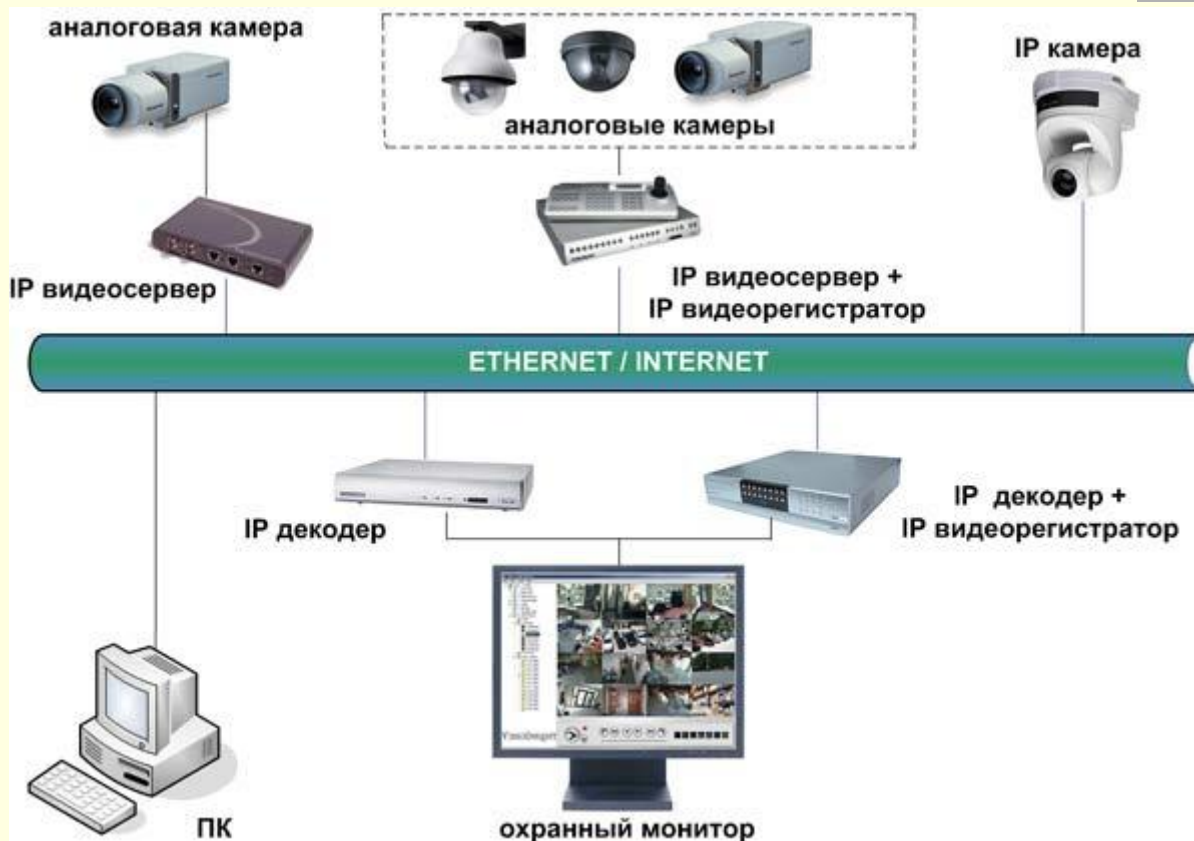 аналоговая камера
аналоговые камеры
IP камера
IP видеосервер
IP видеосервер +
IP видеорегистратор
ETHERNET / INTERNET
IP декодер
IP декодер +
IP видеорегистратор
ПК
охранный монитор